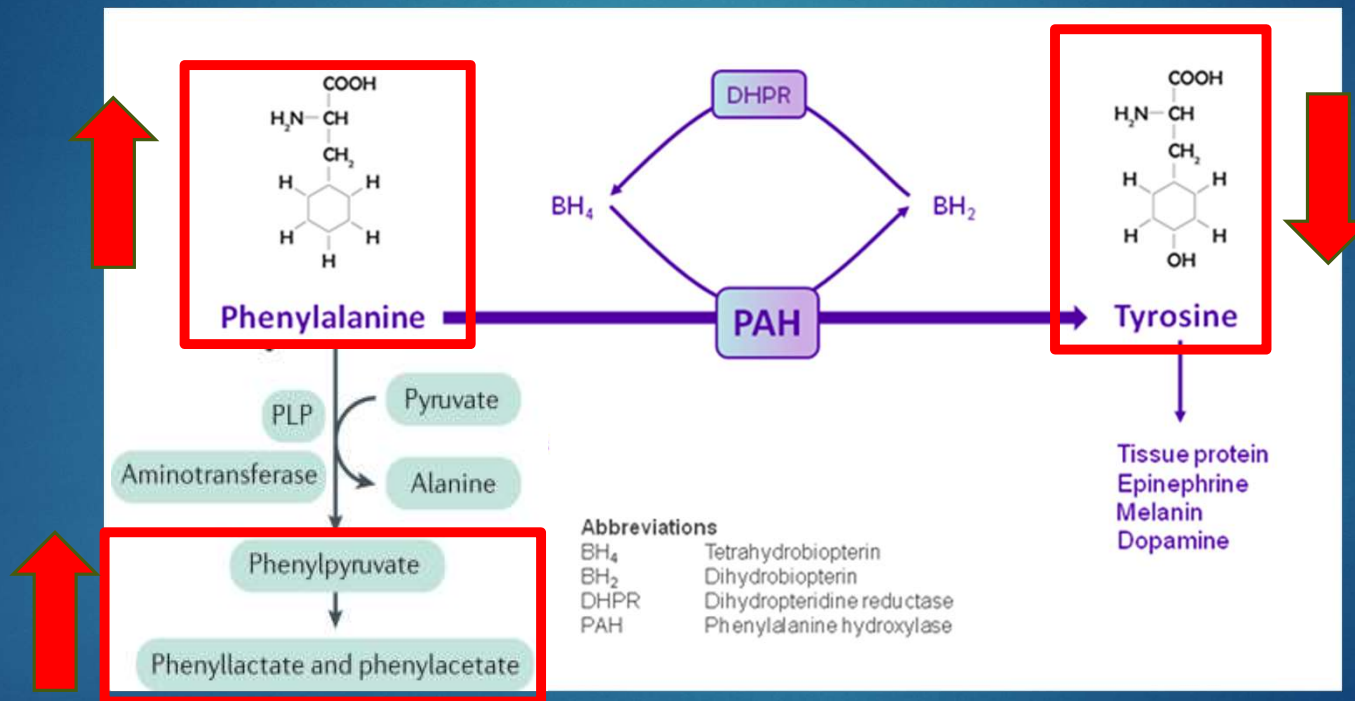 COOH
H₂N CH
CH₂
H H
H H
H
Phenylalanine
DHPR
BH₄
BH₂
PAH
COOH
H₂N CH
CH₂
H H
H H
OH
Tyrosine
PLP
Pyruvate
Aminotransferase
Alanine
Phenylpyruvate
Phenyllactate and phenylacetate
Abbreviations
BH₄ Tetrahydrobiopterin
BH₂ Dihydrobiopterin
DHPR Dihydropteridine reductase
PAH Phenylalanine hydroxylase
Tissue protein
Epinephrine
Melanin
Dopamine